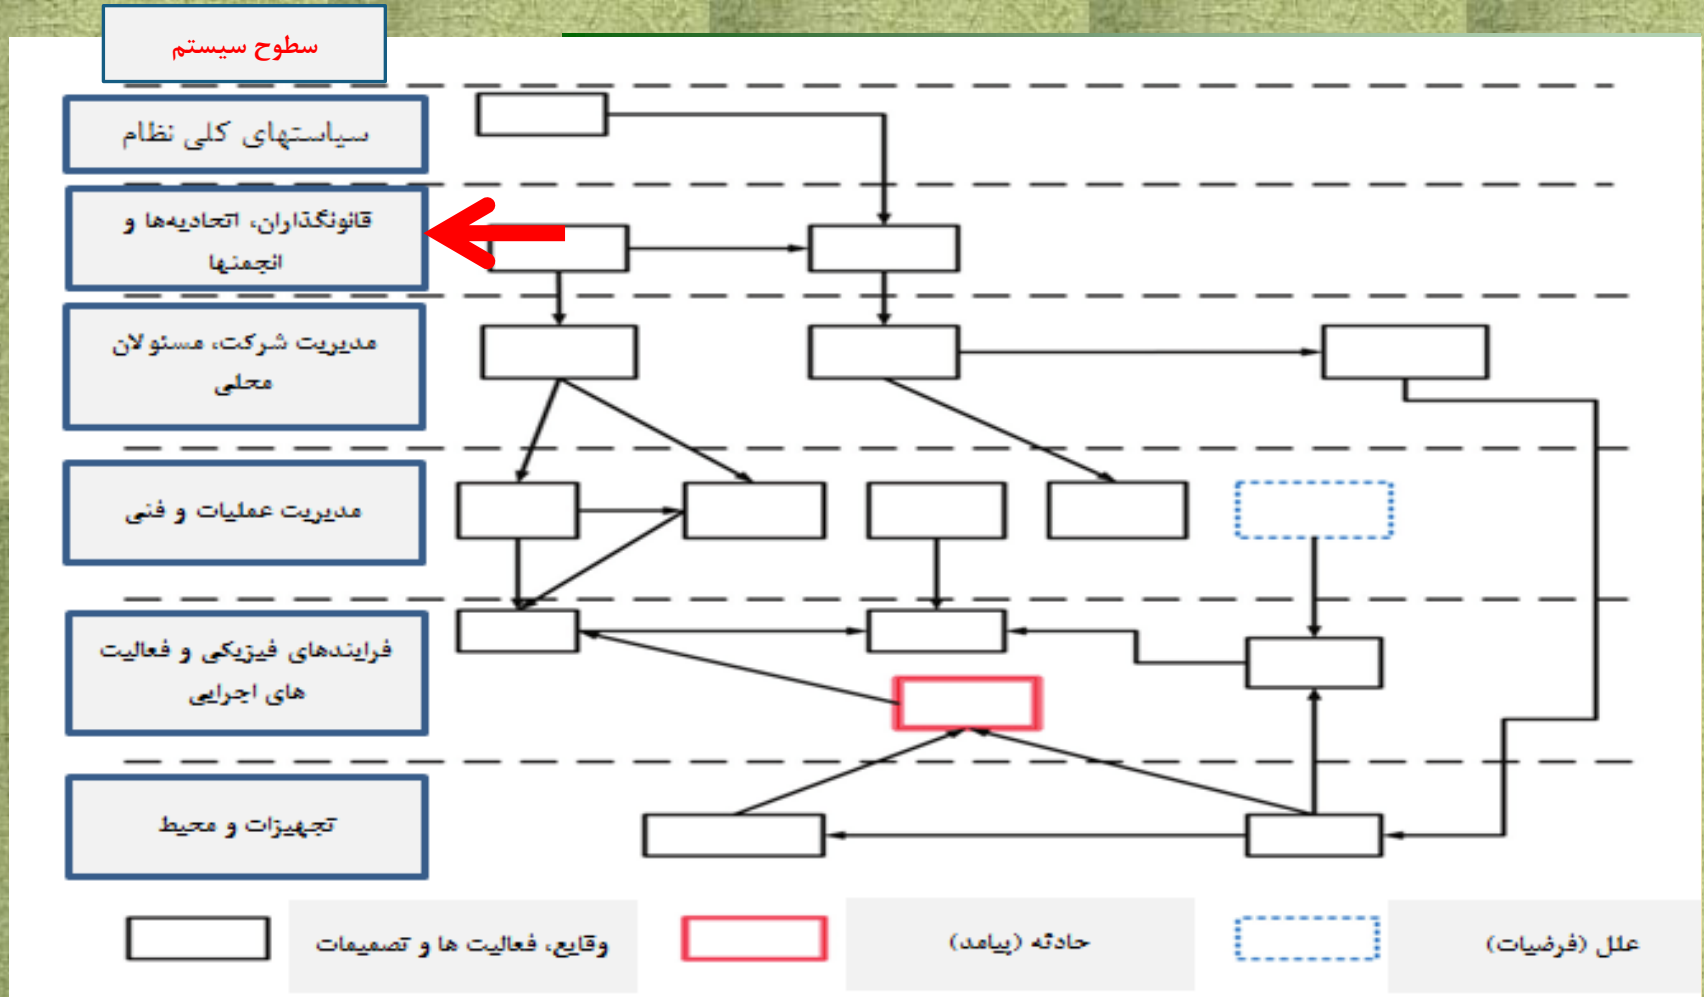 سطوح سیستم
سیاستهای کلی نظام
قانونگذاران، اتحادیه‌ها و
انجمنها
مدیریت شرکت، مسئولان
محلی
مدیریت عملیات و فنی
فرایندهای فیزیکی و فعالیت
های اجرایی
تجهیزات و محیط
وقایع، فعالیت ها و تصمیمات
حادثه (پیامد)
علل (فرضیات)